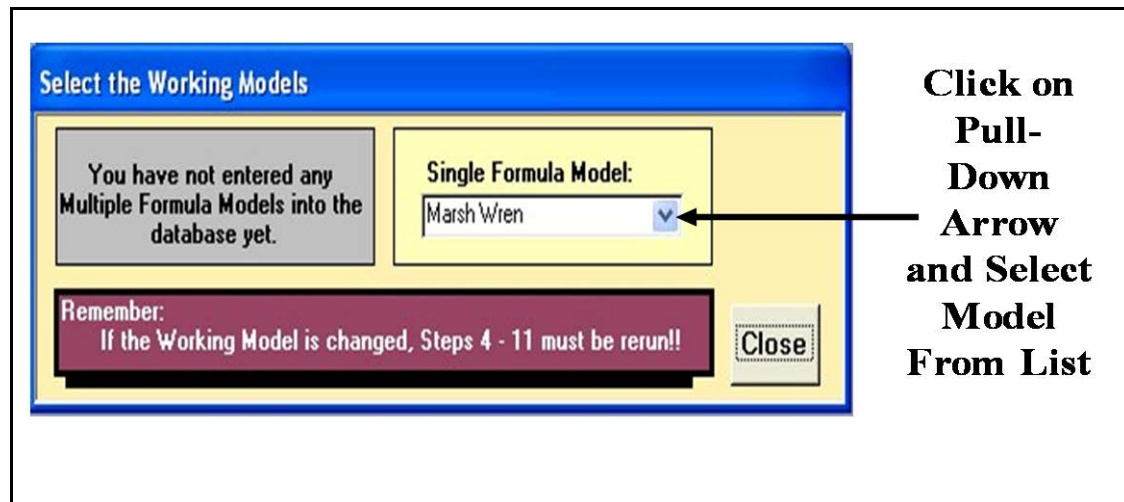 Select the Working Models
You have not entered any
Multiple Formula Models into the
database yet.
Single Formula Model:
Marsh Wren
Remember:
If the Working Model is changed, Steps 4 - 11 must be rerun!!
Close
Click on
Pull-
Down
Arrow
and Select
Model
From List